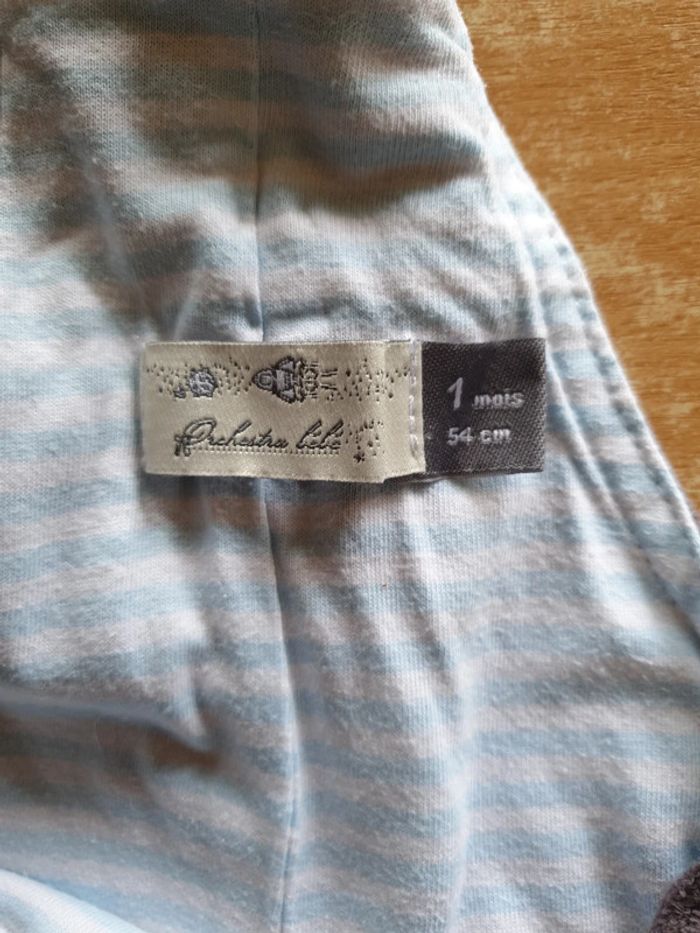 Orchestra bébé
1 mois
54 cm